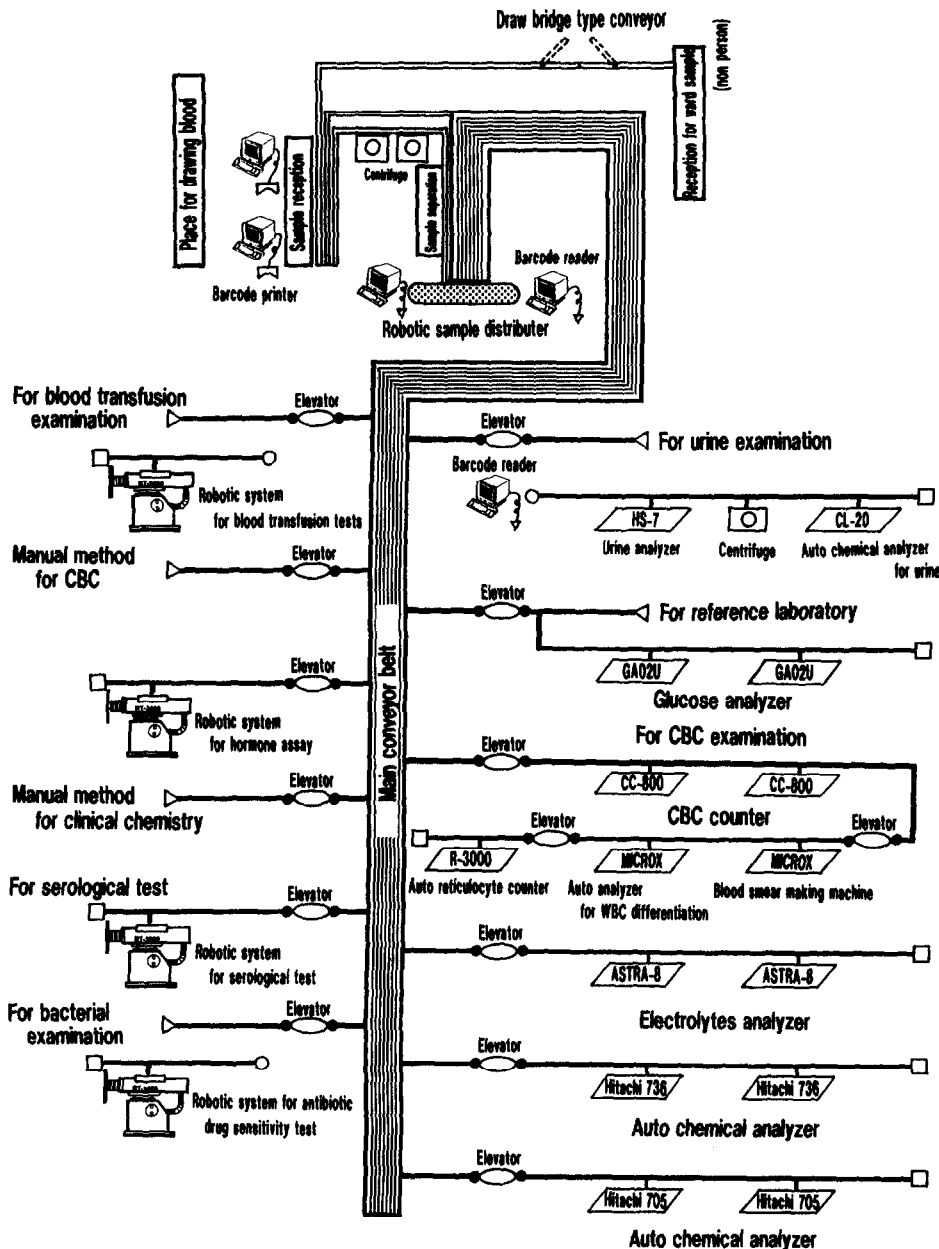 Draw bridge type conveyor
Place for drawing blood
Sample reception
Centrifuge
Sample separation
Reception for ward sample
(non person)
Barcode printer
Barcode reader
Robotic sample distributer
Main conveyor belt
For blood transfusion
examination
Elevator
Robotic system
for blood transfusion tests
Manual method
for CBC
Elevator
Elevator
Robotic system
for hormone assay
Manual method
for clinical chemistry
Elevator
For serological test
Elevator
Robotic system
for serological test
For bacterial
examination
Elevator
Robotic system for antibiotic
drug sensitivity test
Elevator
For urine examination
Barcode reader
HS-7
CL-20
Urine analyzer
Centrifuge
Auto chemical analyzer
for urine
Elevator
For reference laboratory
GA02U
GA02U
Glucose analyzer
For CBC examination
Elevator
CC-800
CC-800
CBC counter
Elevator
Elevator
R-3000
MICROX
MICROX
Auto reticulocyte counter
Auto analyzer
for WBC differentiation
Blood smear making machine
Elevator
ASTRA-8
ASTRA-8
Electrolytes analyzer
Elevator
Hitachi 736
Hitachi 736
Auto chemical analyzer
Elevator
Hitachi 705
Hitachi 705
Auto chemical analyzer